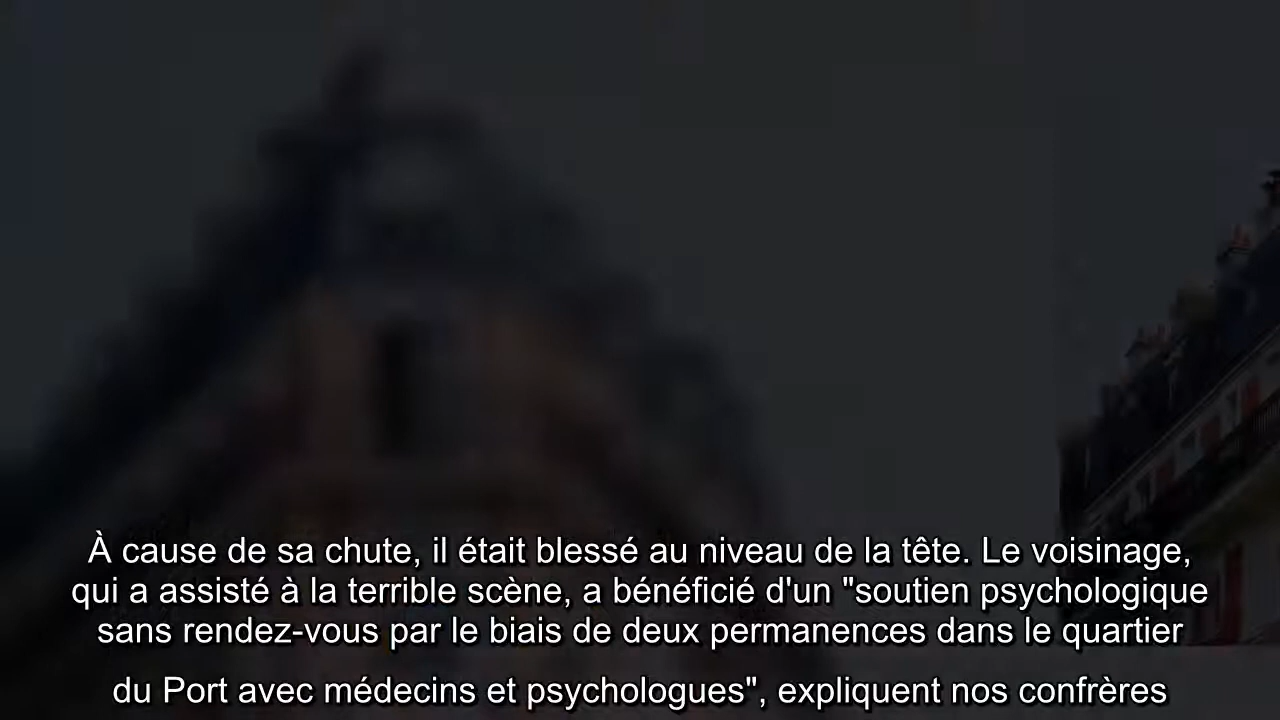 À cause de sa chute, il était blessé au niveau de la tête. Le voisinage,
qui a assisté à la terrible scène, a bénéficié d'un "soutien psychologique
sans rendez-vous par le biais de deux permanences dans le quartier
du Port avec médecins et psychologues", expliquent nos confrères